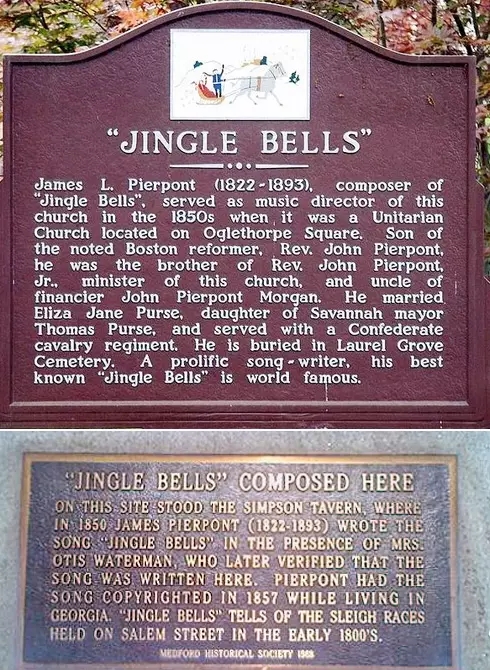 "JINGLE BELLS"
James L. Pierpont (1822-1893), composer of
"Jingle Bells", served as music director of this
church in the 1850s when it was a Unitarian
Church located on Oglethorpe Square. Son of
the noted Boston reformer, Rev. John Pierpont,
he was the brother of Rev. John Pierpont,
Jr., minister of this church, and uncle of
financier John Pierpont Morgan. He married
Eliza Jane Purse, daughter of Savannah mayor
Thomas Purse, and served with a Confederate
cavalry regiment. He is buried in Laurel Grove
Cemetery. A prolific song-writer, his best
known "Jingle Bells" is world famous.
"JINGLE BELLS" COMPOSED HERE
ON THIS SITE STOOD THE SIMPSON TAVERN, WHERE
IN 1850 JAMES PIERPONT (1822-1893) WROTE THE
SONG "JINGLE BELLS" IN THE PRESENCE OF MRS.
OTIS WATERMAN, WHO LATER VERIFIED THAT THE
SONG WAS WRITTEN HERE. PIERPONT HAD THE
SONG COPYRIGHTED IN 1857 WHILE LIVING IN
GEORGIA. "JINGLE BELLS" TELLS OF THE SLEIGH RACES
HELD ON SALEM STREET IN THE EARLY 1800'S.
MEDFORD HISTORICAL SOCIETY